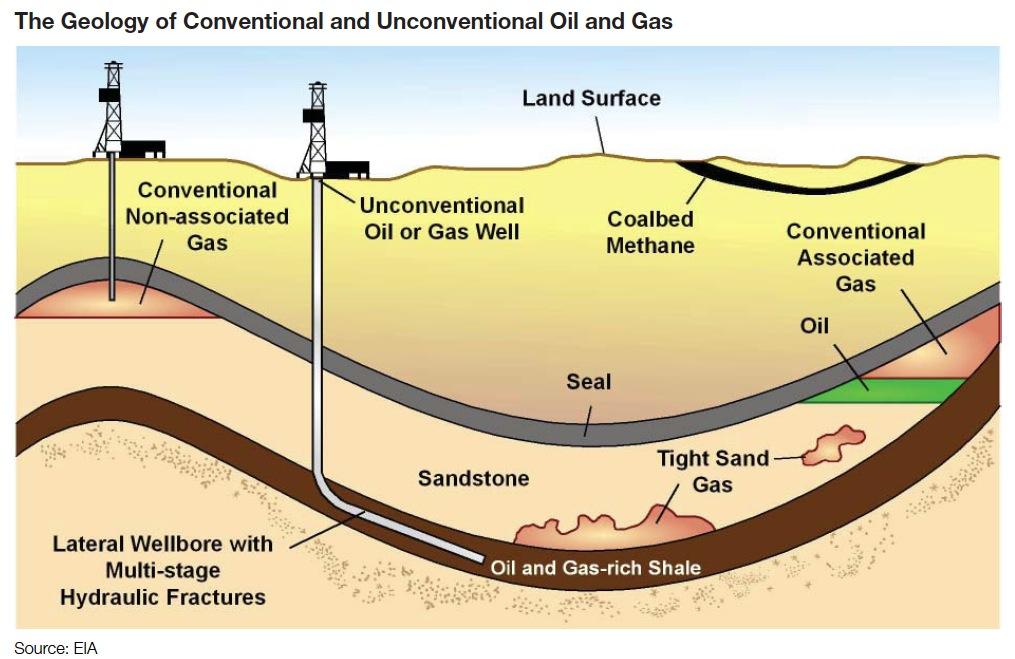 The Geology of Conventional and Unconventional Oil and Gas
Land Surface
Conventional
Non-associated
Gas
Unconventional
Oil or Gas Well
Coalbed
Methane
Conventional
Associated
Gas
Oil
Seal
Tight Sand
Gas
Sandstone
Lateral Wellbore with
Multi-stage
Hydraulic Fractures
Oil and Gas-rich Shale
Source: EIA